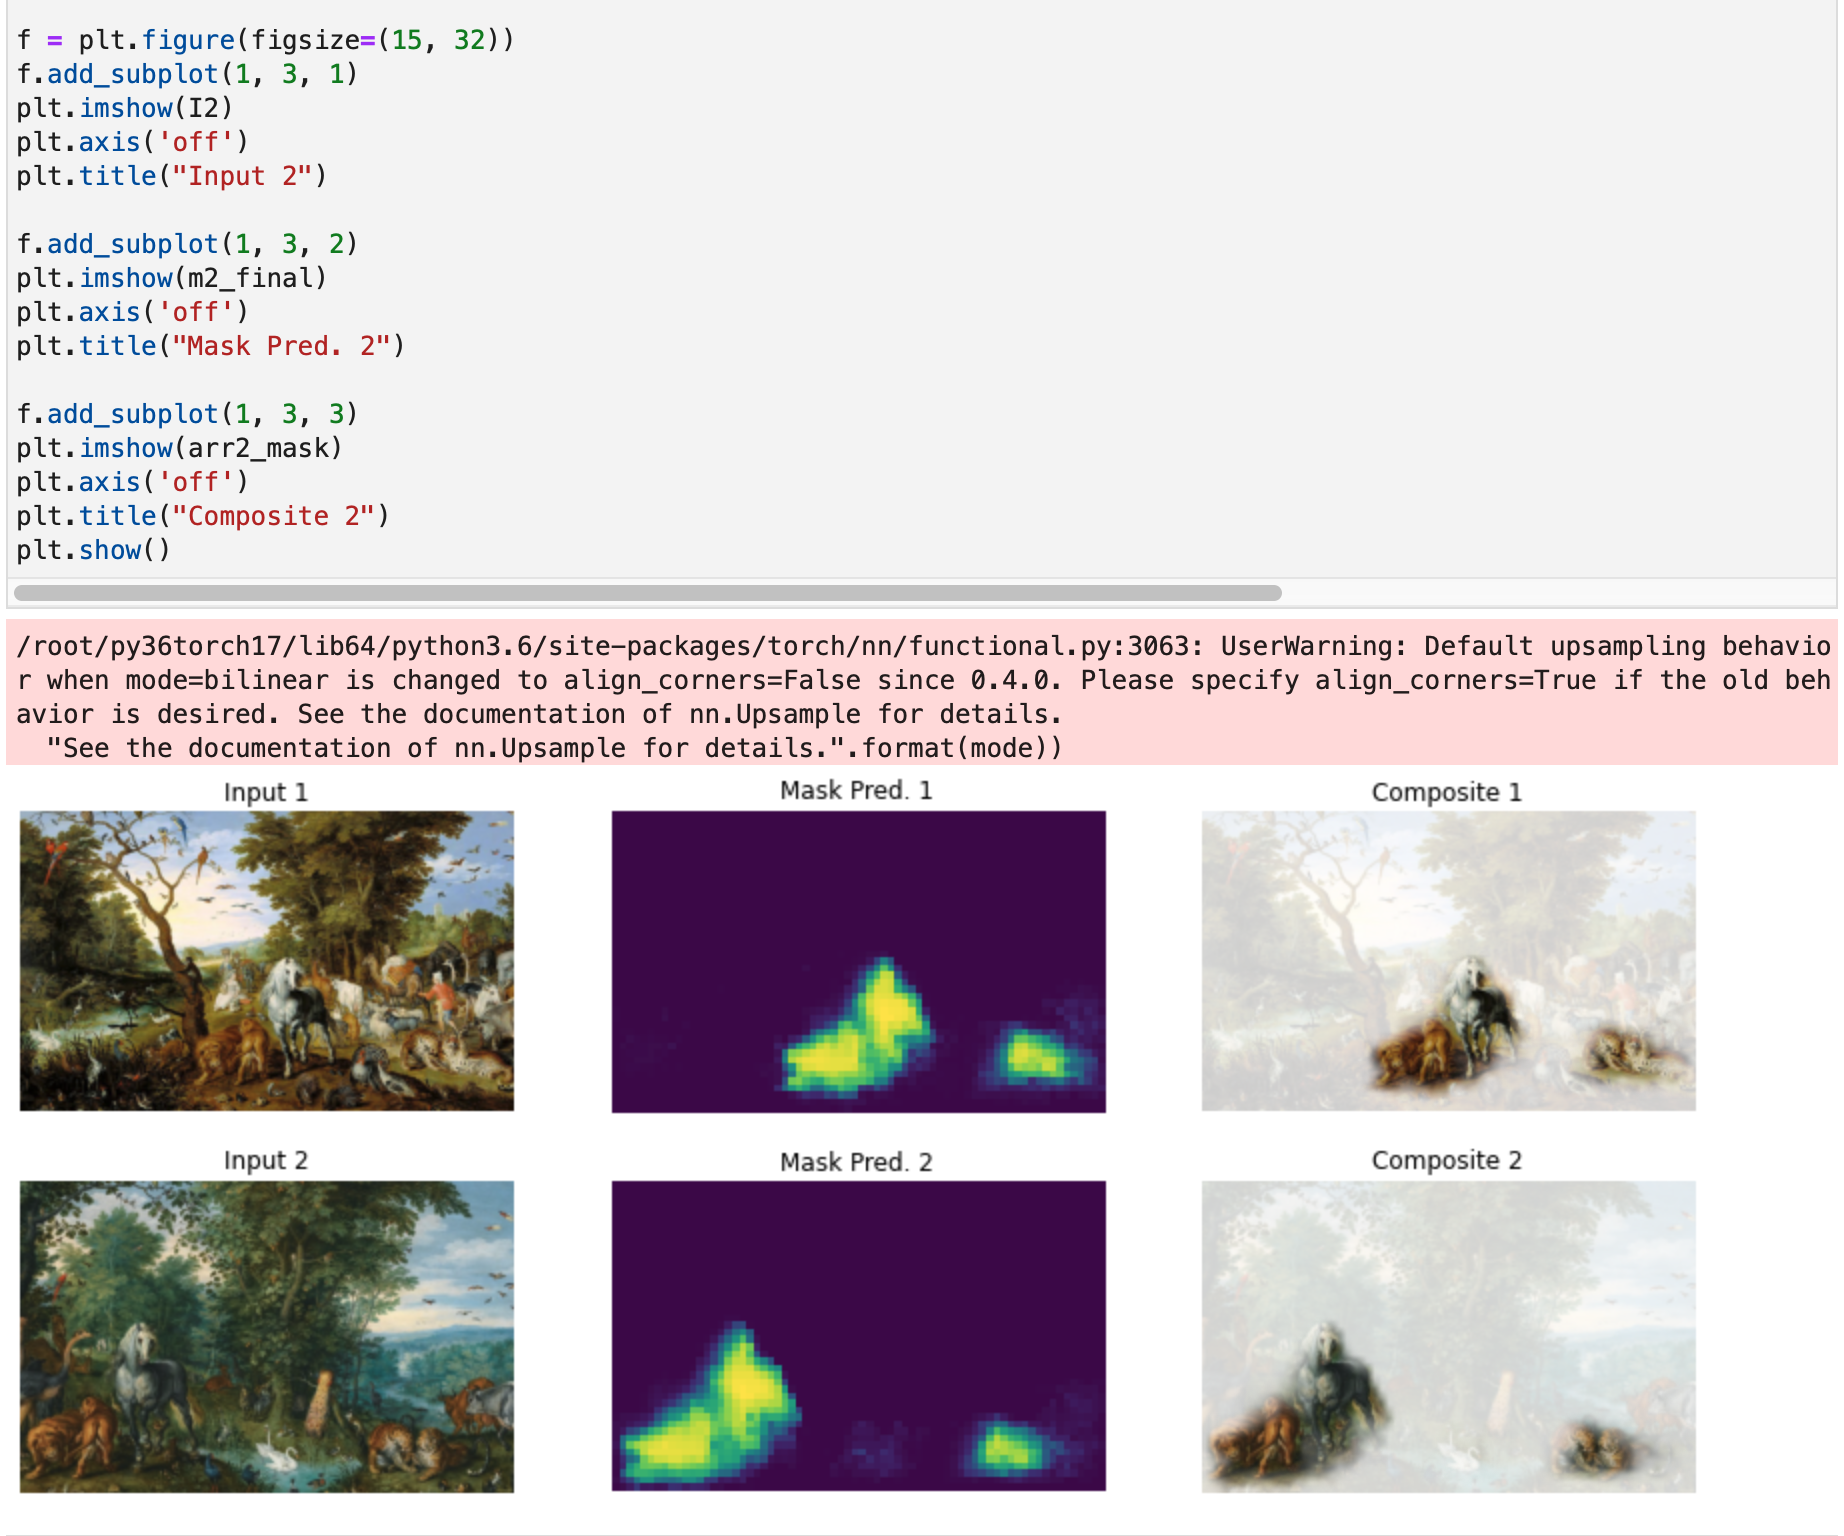 f = plt.figure(figsize=(15, 32))
f.add_subplot(1, 3, 1)
plt.imshow(I2)
plt.axis('off')
plt.title("Input 2")
f.add_subplot(1, 3, 2)
plt.imshow(m2_final)
plt.axis('off')
plt.title("Mask Pred. 2")
f.add_subplot(1, 3, 3)
plt.imshow(arr2_mask)
plt.axis('off')
plt.title("Composite 2")
plt.show()
/root/py36torch17/lib64/python3.6/site-packages/torch/nn/functional.py:3063: UserWarning: Default upsampling behavio
r when mode=bilinear is changed to align_corners=False since 0.4.0. Please specify align_corners=True if the old beh
avior is desired. See the documentation of nn.Upsample for details.
  "See the documentation of nn.Upsample for details.".format(mode))
Input 1
Mask Pred. 1
Composite 1
Input 2
Mask Pred. 2
Composite 2